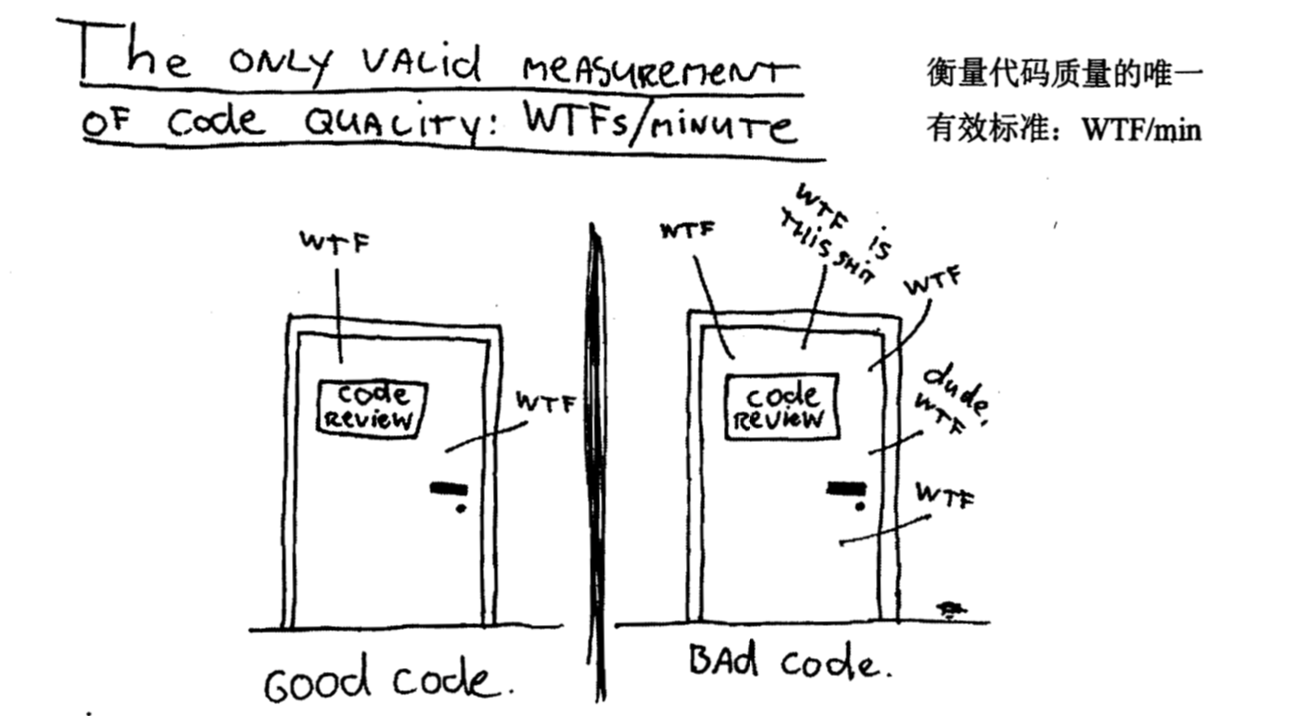 The ONLY VALID MEASUREMENT
OF Code QUALITY: WTFs/MINUTE
衡量代码质量的唯一
有效标准：WTF/min
WTF
code
REVIEW
WTF
GOOD CODE.
WTF
WTF is
THIS SHIT
WTF
code
REVIEW
dude,
WTF
WTF
BAD CODE.